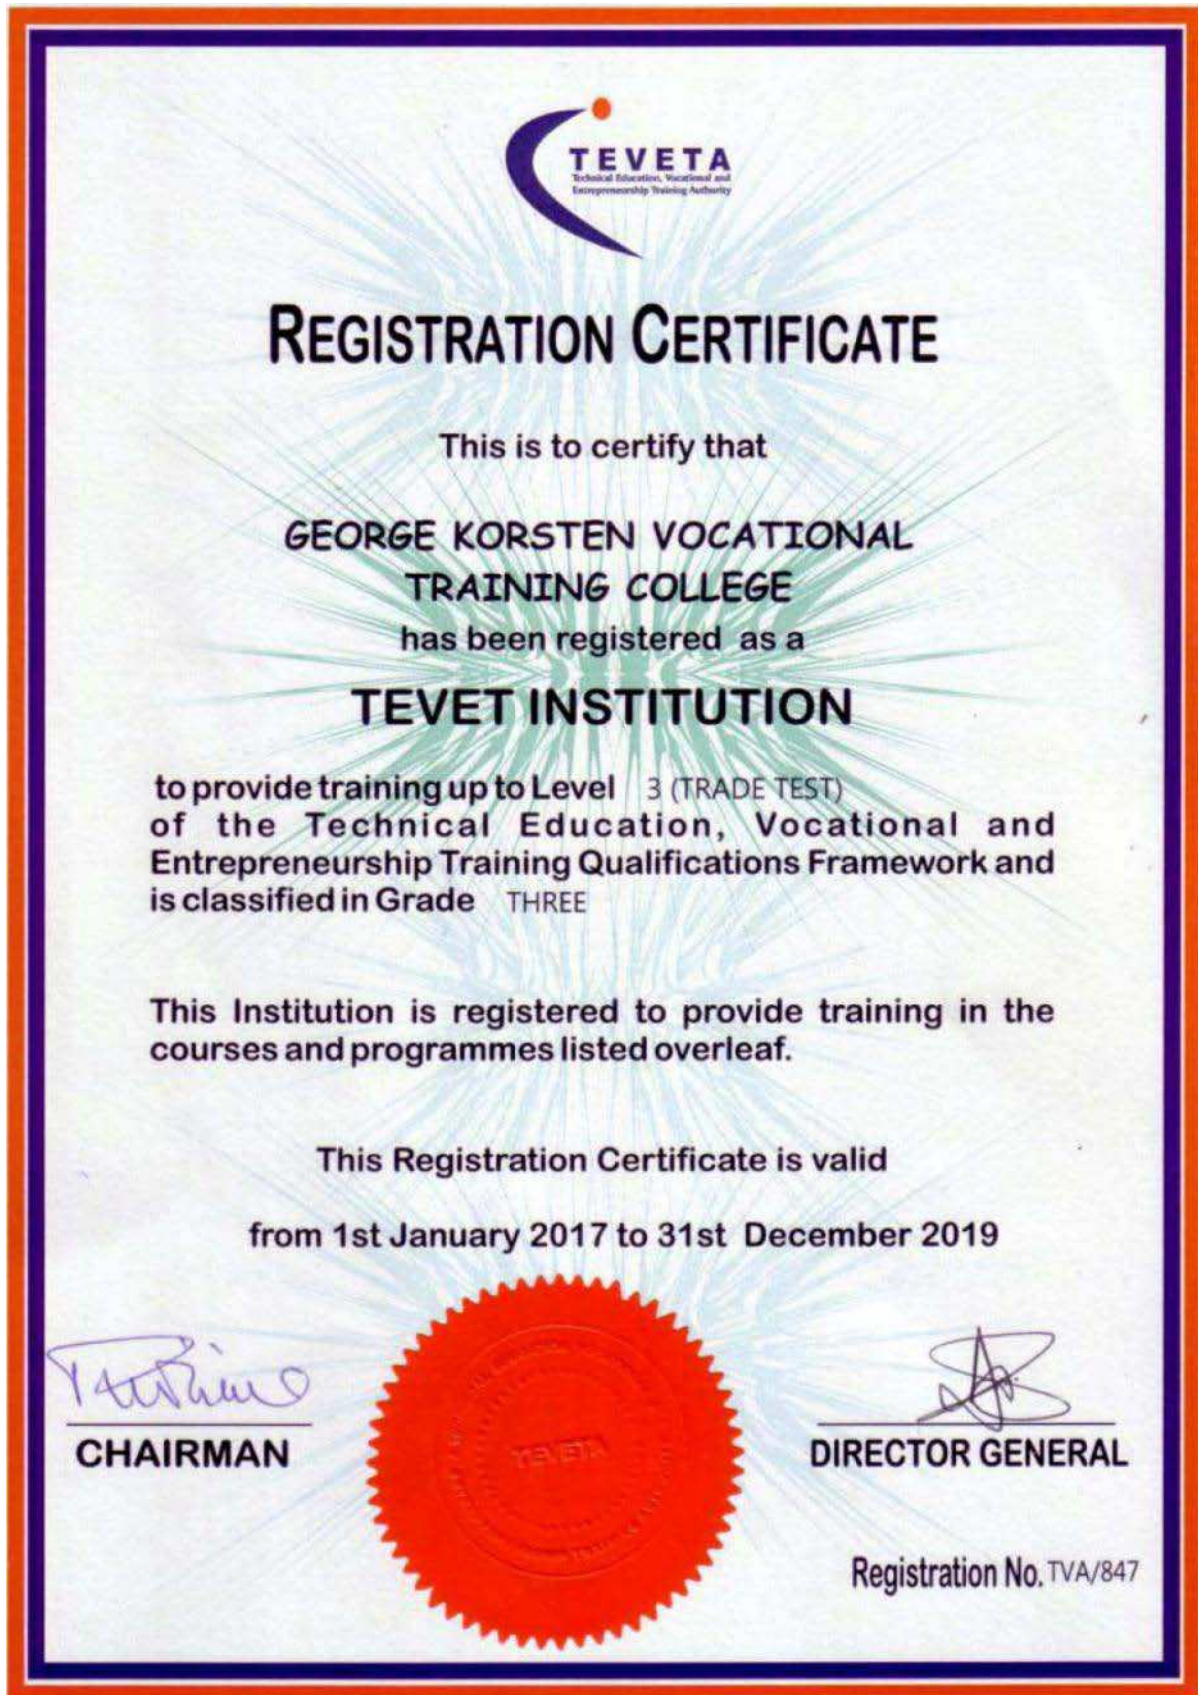 TEVETA
Technical Education, Vocational and
Entrepreneurship Training Authority
REGISTRATION CERTIFICATE
This is to certify that
GEORGE KORSTEN VOCATIONAL
TRAINING COLLEGE
has been registered as a
TEVET INSTITUTION
to provide training up to Level 3 (TRADE TEST)
of the Technical Education, Vocational and
Entrepreneurship Training Qualifications Framework and
is classified in Grade THREE
This Institution is registered to provide training in the
courses and programmes listed overleaf.
This Registration Certificate is valid
from 1st January 2017 to 31st December 2019
TEVETA
CHAIRMAN
DIRECTOR GENERAL
Registration No. TVA/847